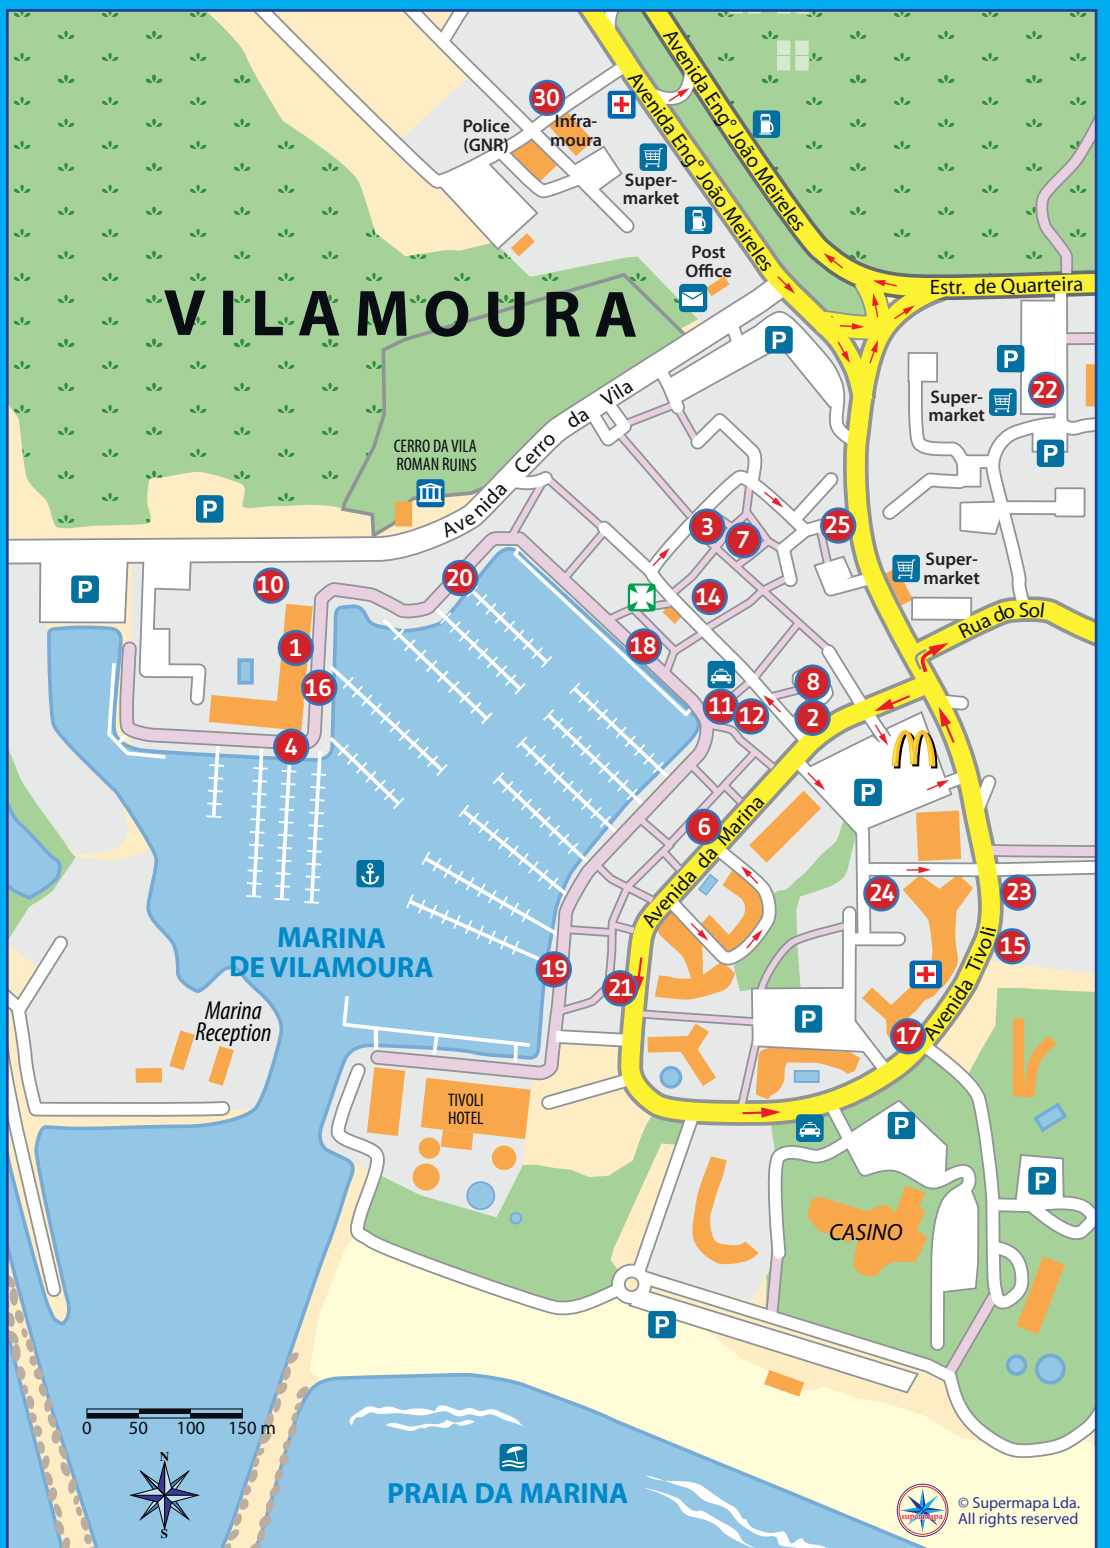 Avenida Engº João Meireles
Avenida Engº João Meireles
30
Police
(GNR)
Infra-
moura
Super-
market
Post
Office
Estr. de Quarteira
VILAMOURA
P
P
22
Super-
market
P
Avenida Cerro da Vila
CERRO DA VILA
ROMAN RUINS
P
3
7
25
P
10
20
14
Super-
market
Rua do Sol
1
18
16
8
11
12
2
4
P
6
Avenida da Marina
24
23
MARINA
DE VILAMOURA
15
19
21
Avenida Tivoli
Marina
Reception
P
17
TIVOLI
HOTEL
P
P
CASINO
P
0 50 100 150 m
N
S
PRAIA DA MARINA
supermapa
© Supermapa Lda.
All rights reserved